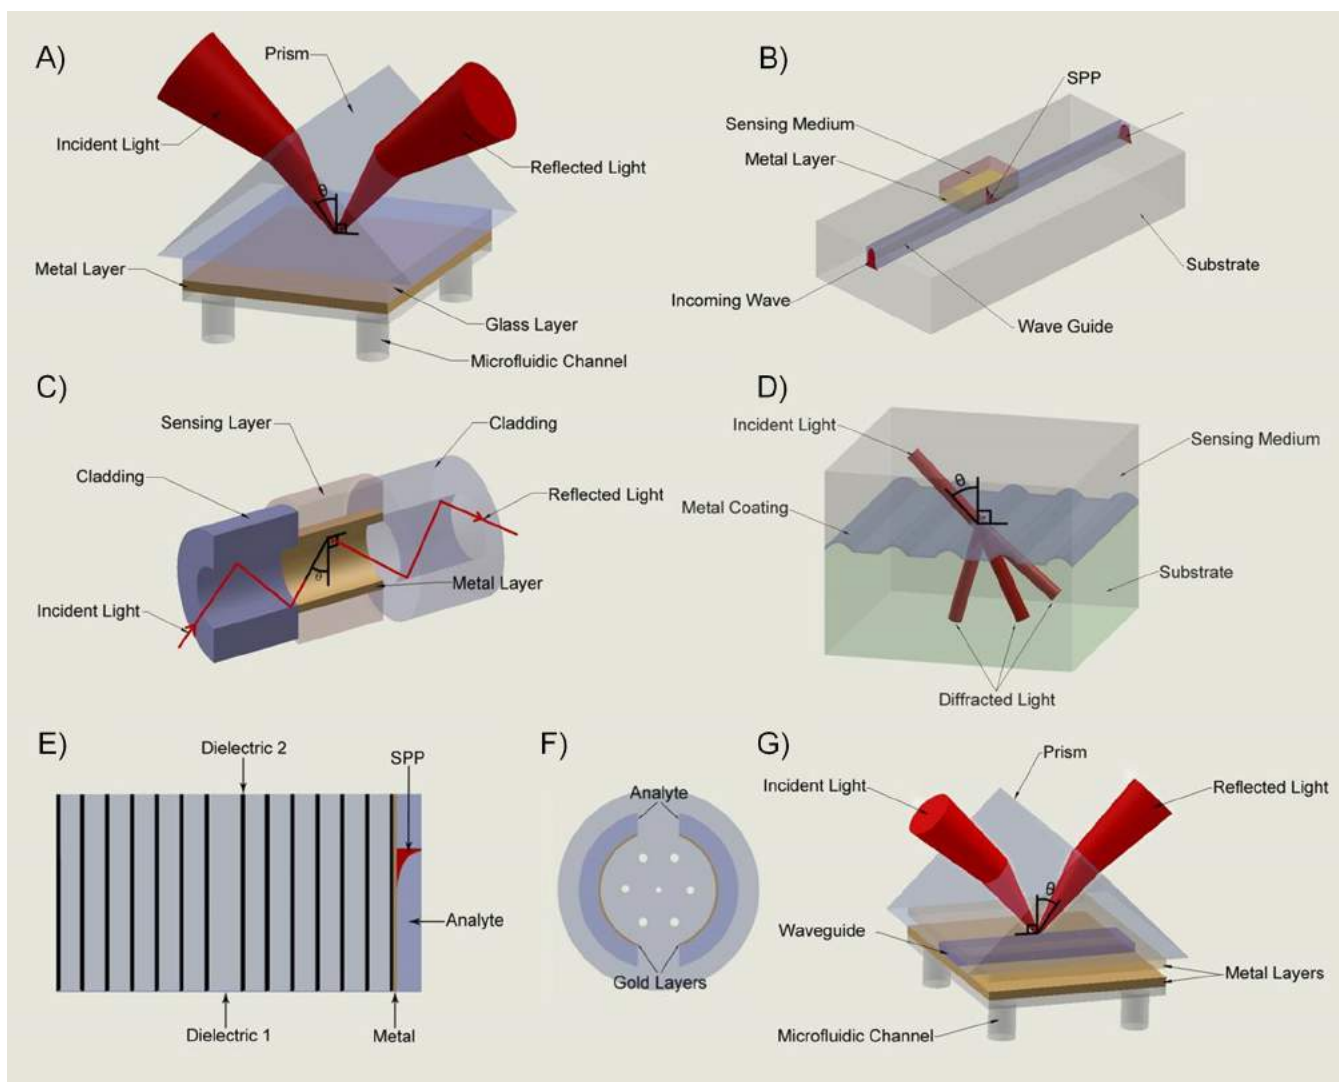 A)
Prism
Incident Light
Reflected Light
θ
Metal Layer
Glass Layer
Microfluidic Channel
B)
SPP
Sensing Medium
Metal Layer
Substrate
Incoming Wave
Wave Guide
C)
Sensing Layer
Cladding
Cladding
Reflected Light
θ
Metal Layer
Incident Light
D)
Incident Light
Sensing Medium
θ
Metal Coating
Substrate
Diffracted Light
E)
Dielectric 2
SPP
Analyte
Dielectric 1
Metal
F)
Analyte
Gold Layers
G)
Prism
Incident Light
Reflected Light
θ
Waveguide
Metal Layers
Microfluidic Channel